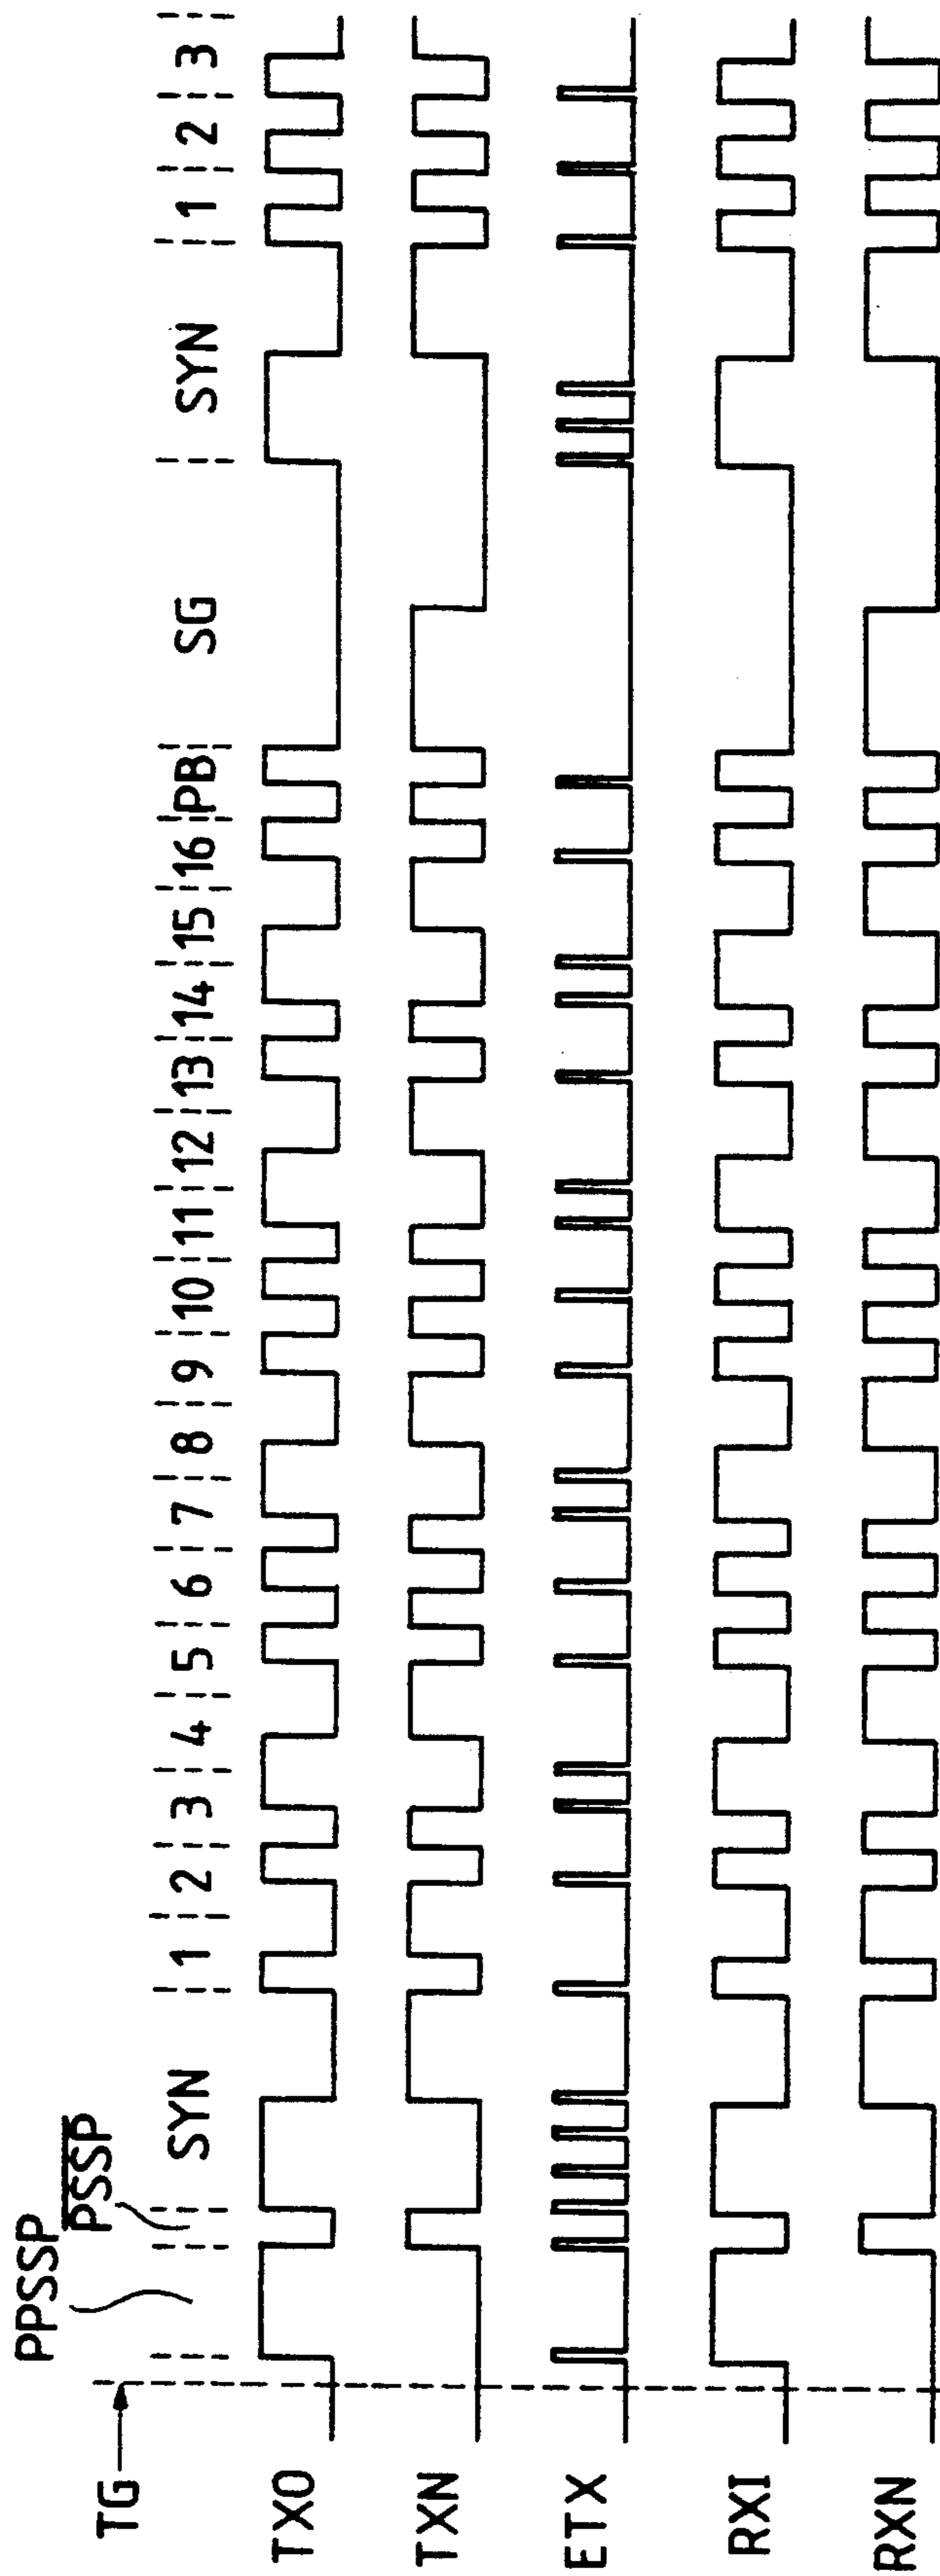 PPSSP
PSSP
TG
SYN 1 2 3 4 5 6 7 8 9 10 11 12 13 14 15 16 PB SG SYN 1 2 3
TXO
TXN
ETX
RXI
RXN